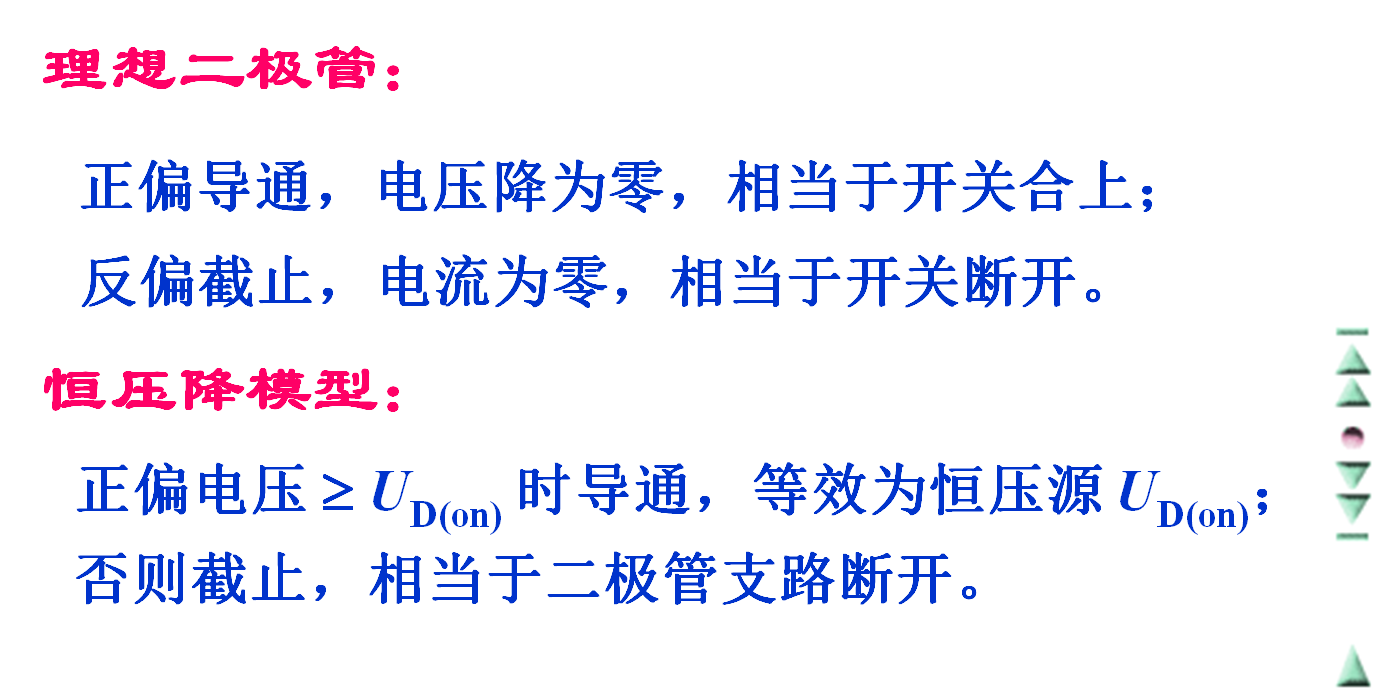 理想二极管：
正偏导通，电压降为零，相当于开关合上；
反偏截止，电流为零，相当于开关断开。
恒压降模型：
正偏电压 ≥ U D(on) 时导通，等效为恒压源 U D(on)；
否则截止，相当于二极管支路断开。